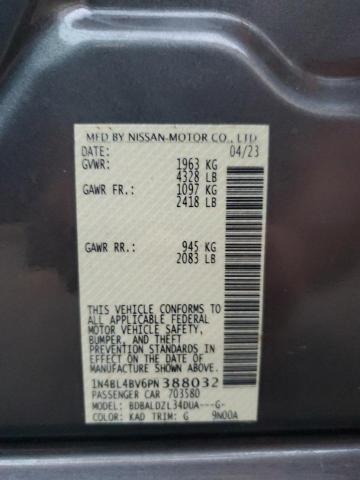 MFD BY NISSAN MOTOR CO., LTD
DATE: 04/23
GVWR: 1963 KG
4328 LB
GAWR FR.: 1097 KG
2418 LB
GAWR RR.: 945 KG
2083 LB
THIS VEHICLE CONFORMS TO
ALL APPLICABLE FEDERAL
MOTOR VEHICLE SAFETY,
BUMPER, AND THEFT
PREVENTION STANDARDS
IN EFFECT ON THE DATE OF
MANUFACTURE SHOWN ABOVE.
1N4BL4BV6PN388032
PASSENGER CAR 703580
MODEL: BDBALDZL34DUA---G-
COLOR: KAD TRIM: G 9N00A